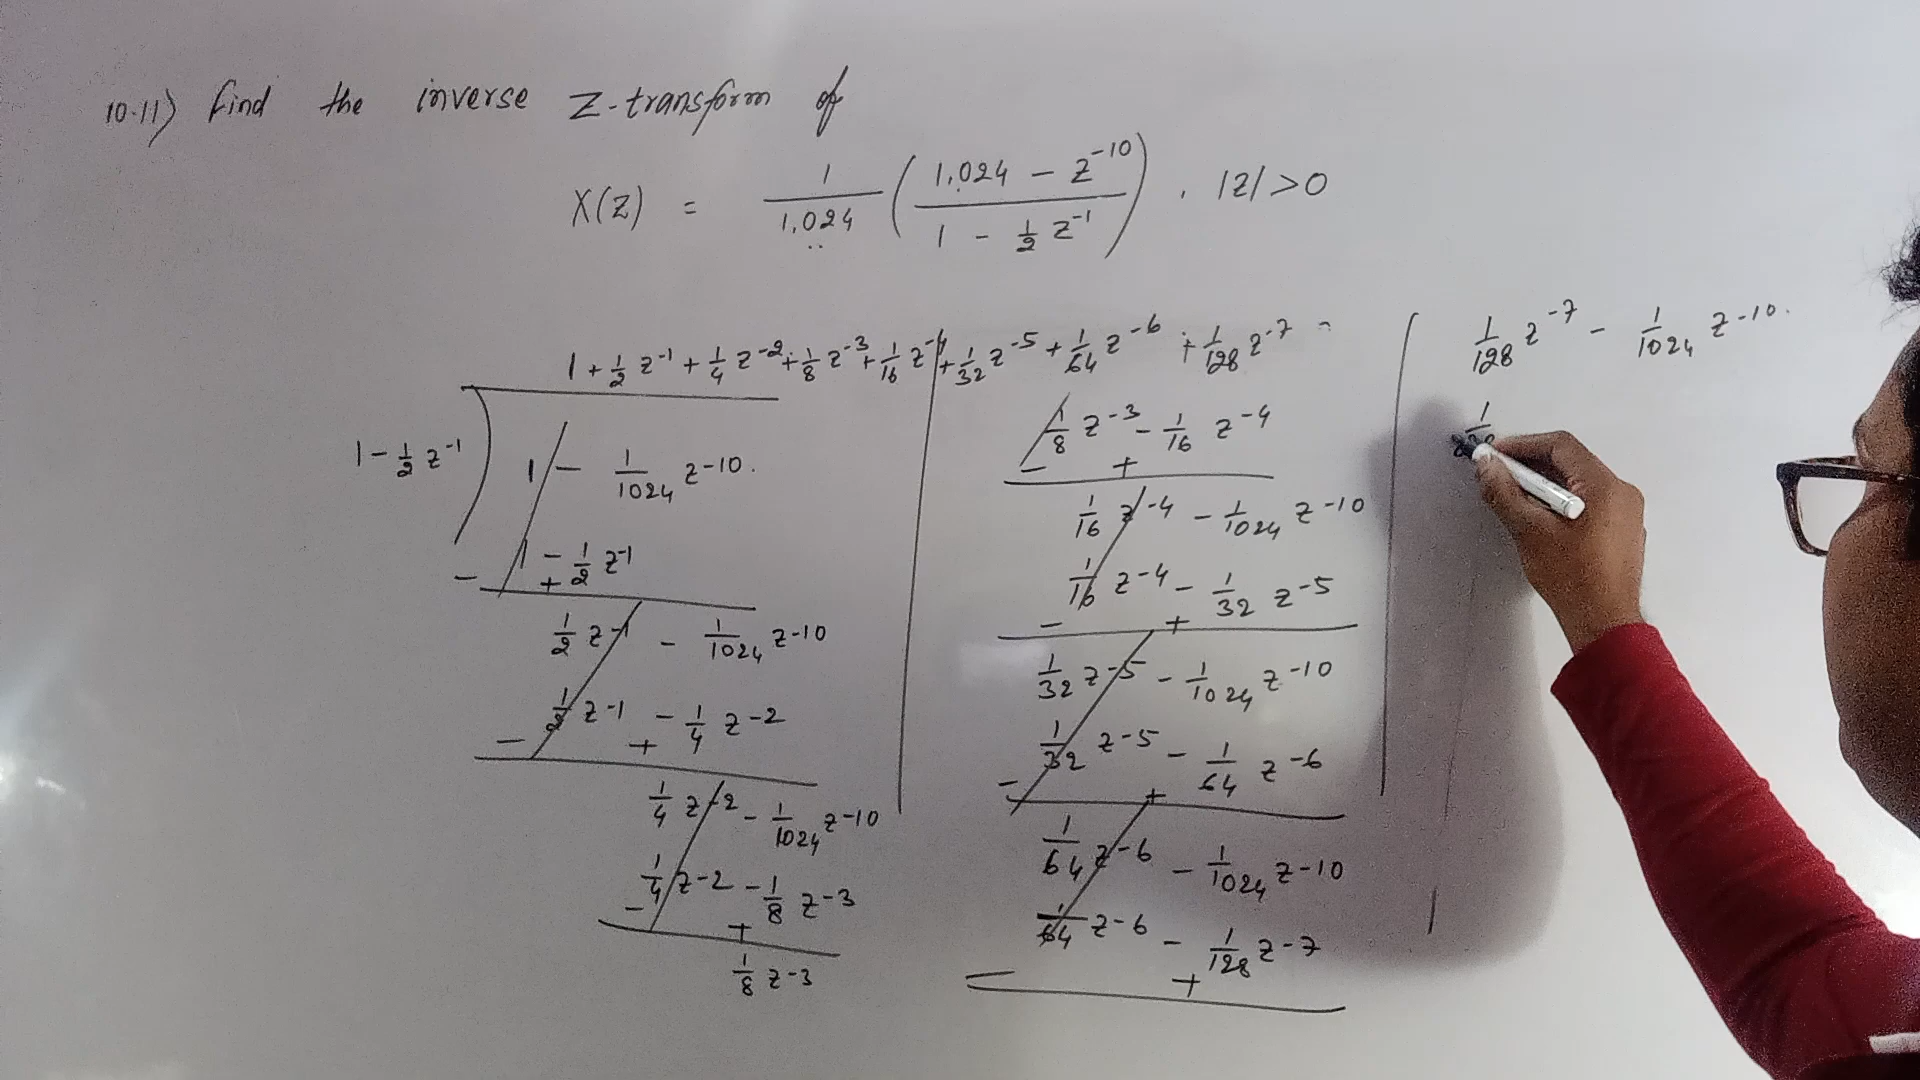 10.11) Find the inverse Z-transform of
X(Z) = 1/1,024 ( (1,024 - Z^-10) / (1 - 1/2 Z^-1) ) , |Z| > 0
1 + 1/2 z^-1 + 1/4 z^-2 + 1/8 z^-3 + 1/16 z^-4 + 1/32 z^-5 + 1/64 z^-6 + 1/128 z^-7
1 - 1/2 z^-1 ) 1 - 1/1024 z^-10.
1 - 1/2 z^-1
- +
1/2 z^-1 - 1/1024 z^-10
1/2 z^-1 - 1/4 z^-2
- +
1/4 z^-2 - 1/1024 z^-10
1/4 z^-2 - 1/8 z^-3
- +
1/8 z^-3
1/8 z^-3 - 1/16 z^-4
- +
1/16 z^-4 - 1/1024 z^-10
1/16 z^-4 - 1/32 z^-5
- +
1/32 z^-5 - 1/1024 z^-10
1/32 z^-5 - 1/64 z^-6
- +
1/64 z^-6 - 1/1024 z^-10
1/64 z^-6 - 1/128 z^-7
- +
1/128 z^-7 - 1/1024 z^-10.